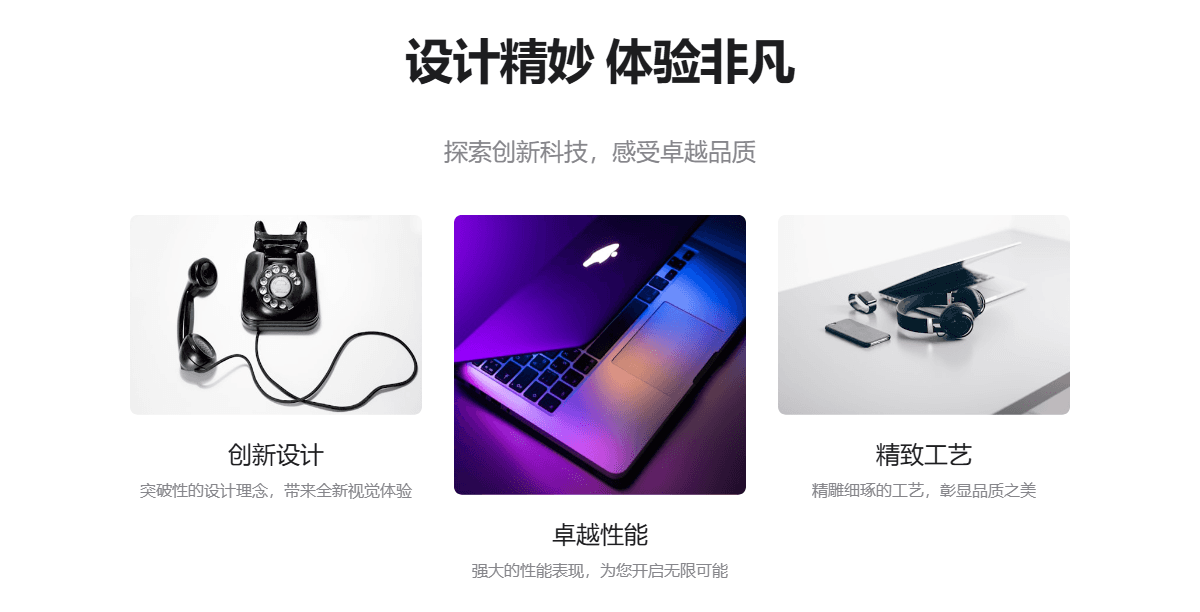 设计精妙 体验非凡
探索创新科技，感受卓越品质
创新设计
突破性的设计理念，带来全新视觉体验
卓越性能
强大的性能表现，为您开启无限可能
精致工艺
精雕细琢的工艺，彰显品质之美